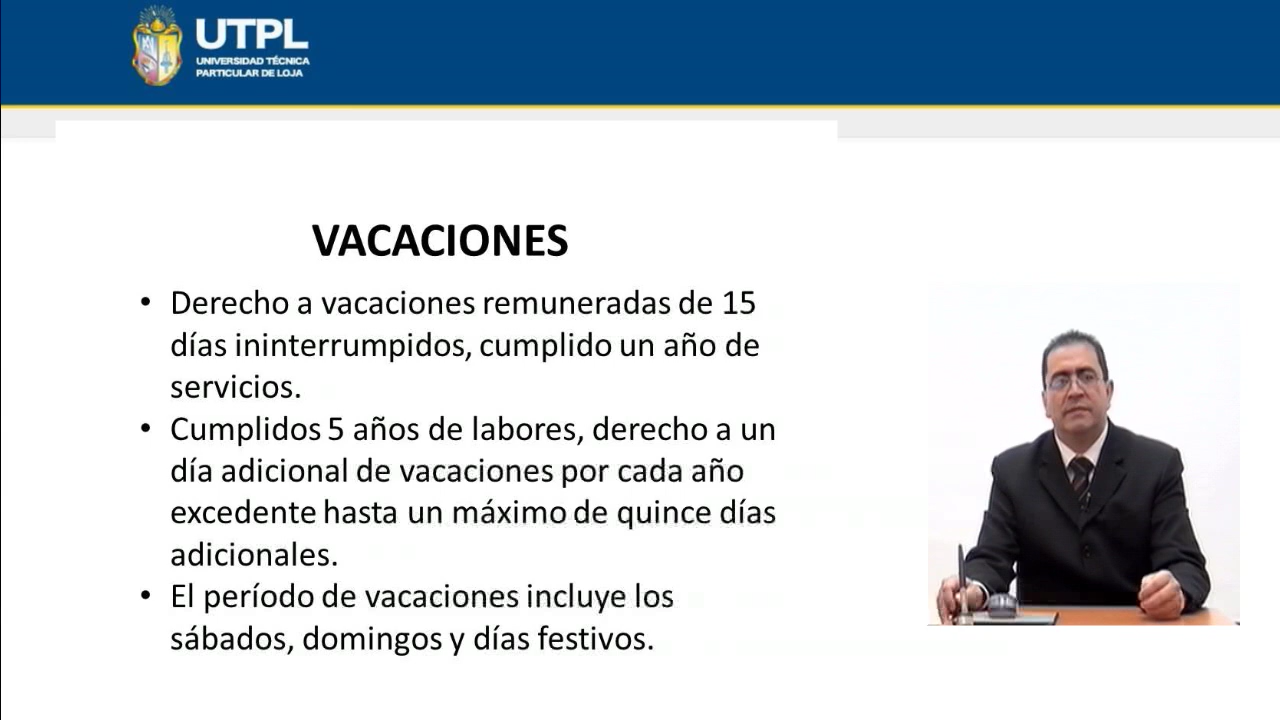 UTPL
UNIVERSIDAD TÉCNICA
PARTICULAR DE LOJA
VACACIONES
• Derecho a vacaciones remuneradas de 15
días ininterrumpidos, cumplido un año de
servicios.
• Cumplidos 5 años de labores, derecho a un
día adicional de vacaciones por cada año
excedente hasta un máximo de quince días
adicionales.
• El período de vacaciones incluye los
sábados, domingos y días festivos.